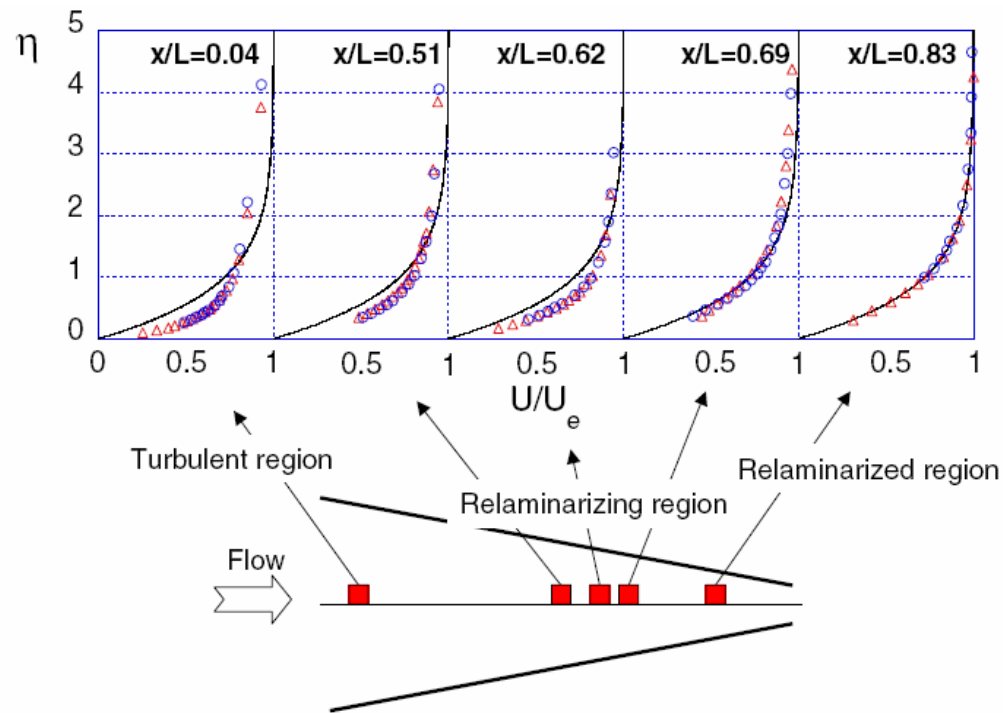 5
η
x/L=0.04 x/L=0.51 x/L=0.62 x/L=0.69 x/L=0.83
4
3
2
1
0
0 0.5 1 0.5 1 0.5 1 0.5 1 0.5 1
U/Ue
Turbulent region
Relaminarized region
Relaminarizing region
Flow